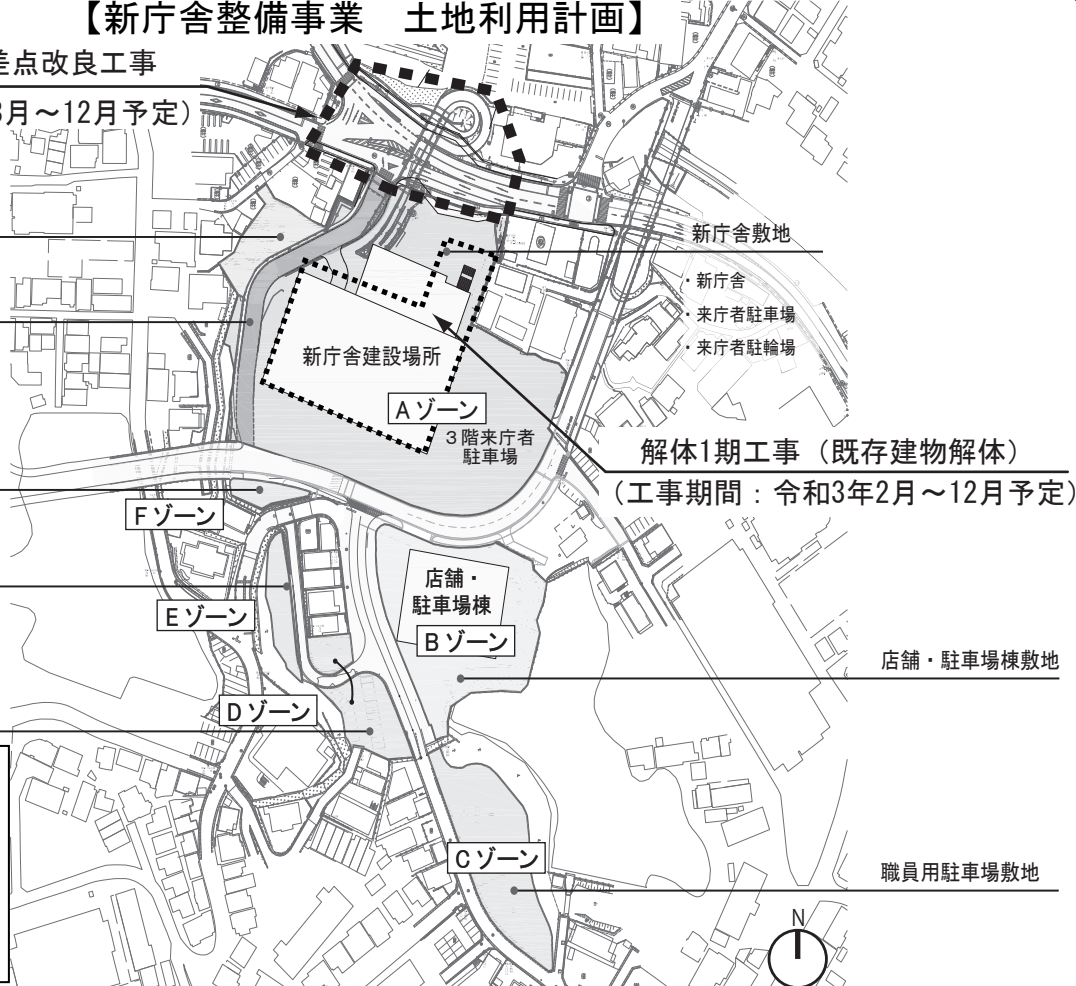 【新庁舎整備事業　土地利用計画】
差点改良工事
月～12月予定）
新庁舎敷地
・新庁舎
・来庁者駐車場
・来庁者駐輪場
新庁舎建設場所
Aゾーン
3階来庁者
駐車場
解体1期工事（既存建物解体）
（工事期間：令和3年2月～12月予定）
Fゾーン
店舗・
駐車場棟
Eゾーン
Bゾーン
店舗・駐車場棟敷地
Dゾーン
Cゾーン
職員用駐車場敷地
N